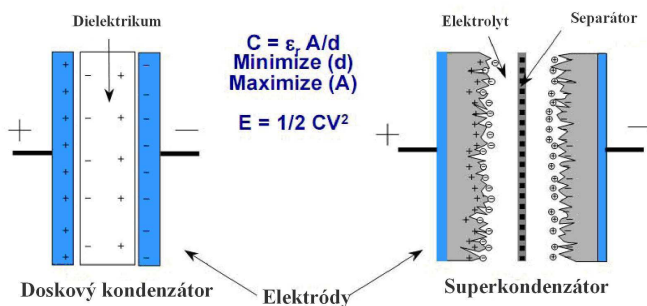 Dielektrikum
C = εr A/d
Minimize (d)
Maximize (A)
E = 1/2 CV²
Elektrolyt
Separátor
+
−
+
−
Doskový kondenzátor
Elektródy
Superkondenzátor